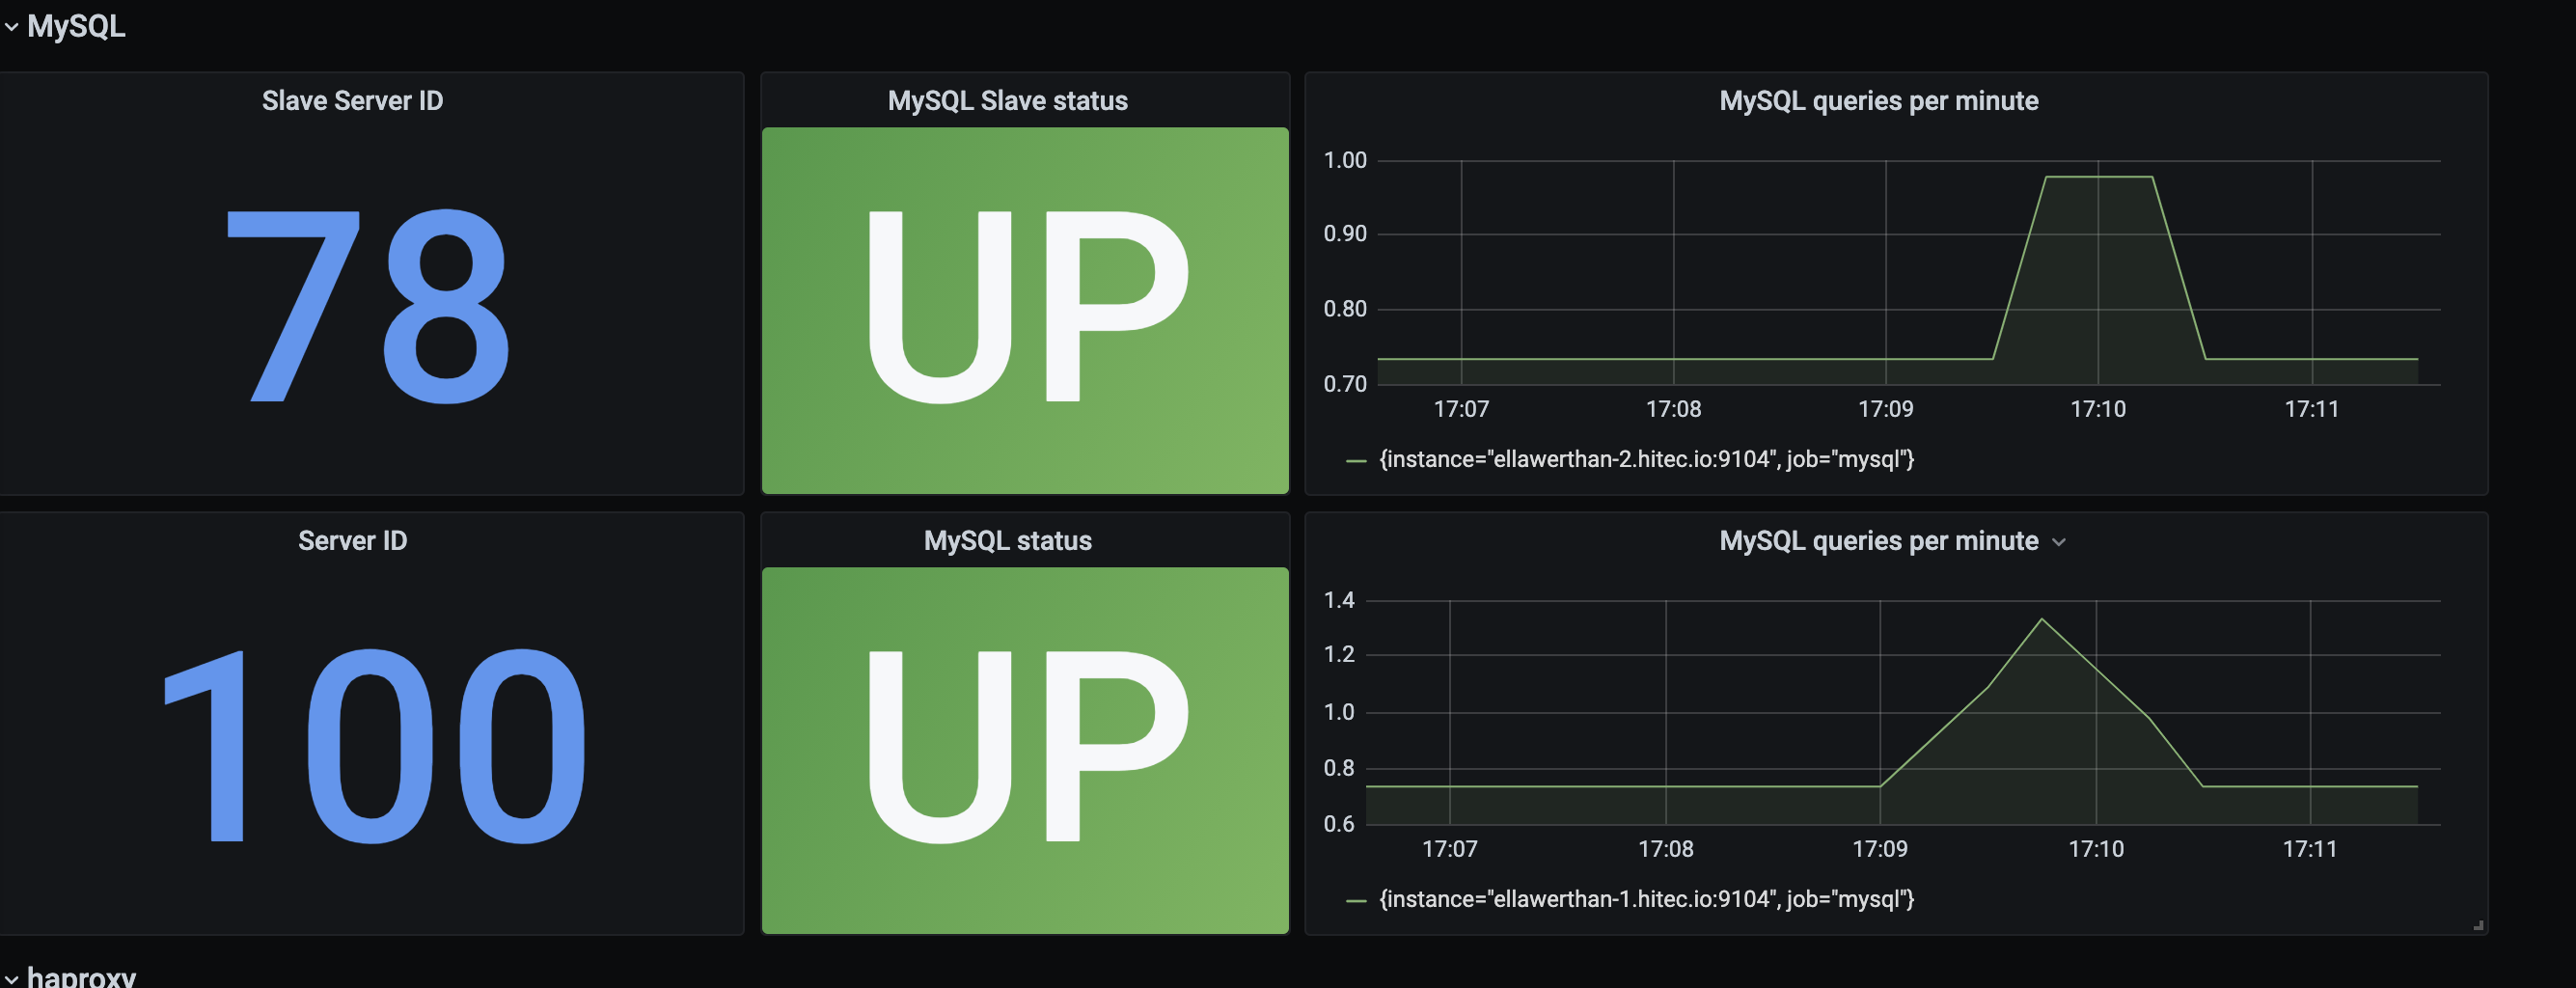 MySQL
Slave Server ID
78
MySQL Slave status
UP
MySQL queries per minute
1.00
0.90
0.80
0.70
17:07 17:08 17:09 17:10 17:11
{instance="ellawerthan-2.hitec.io:9104", job="mysql"}
Server ID
100
MySQL status
UP
MySQL queries per minute
1.4
1.2
1.0
0.8
0.6
17:07 17:08 17:09 17:10 17:11
{instance="ellawerthan-1.hitec.io:9104", job="mysql"}
haproxy